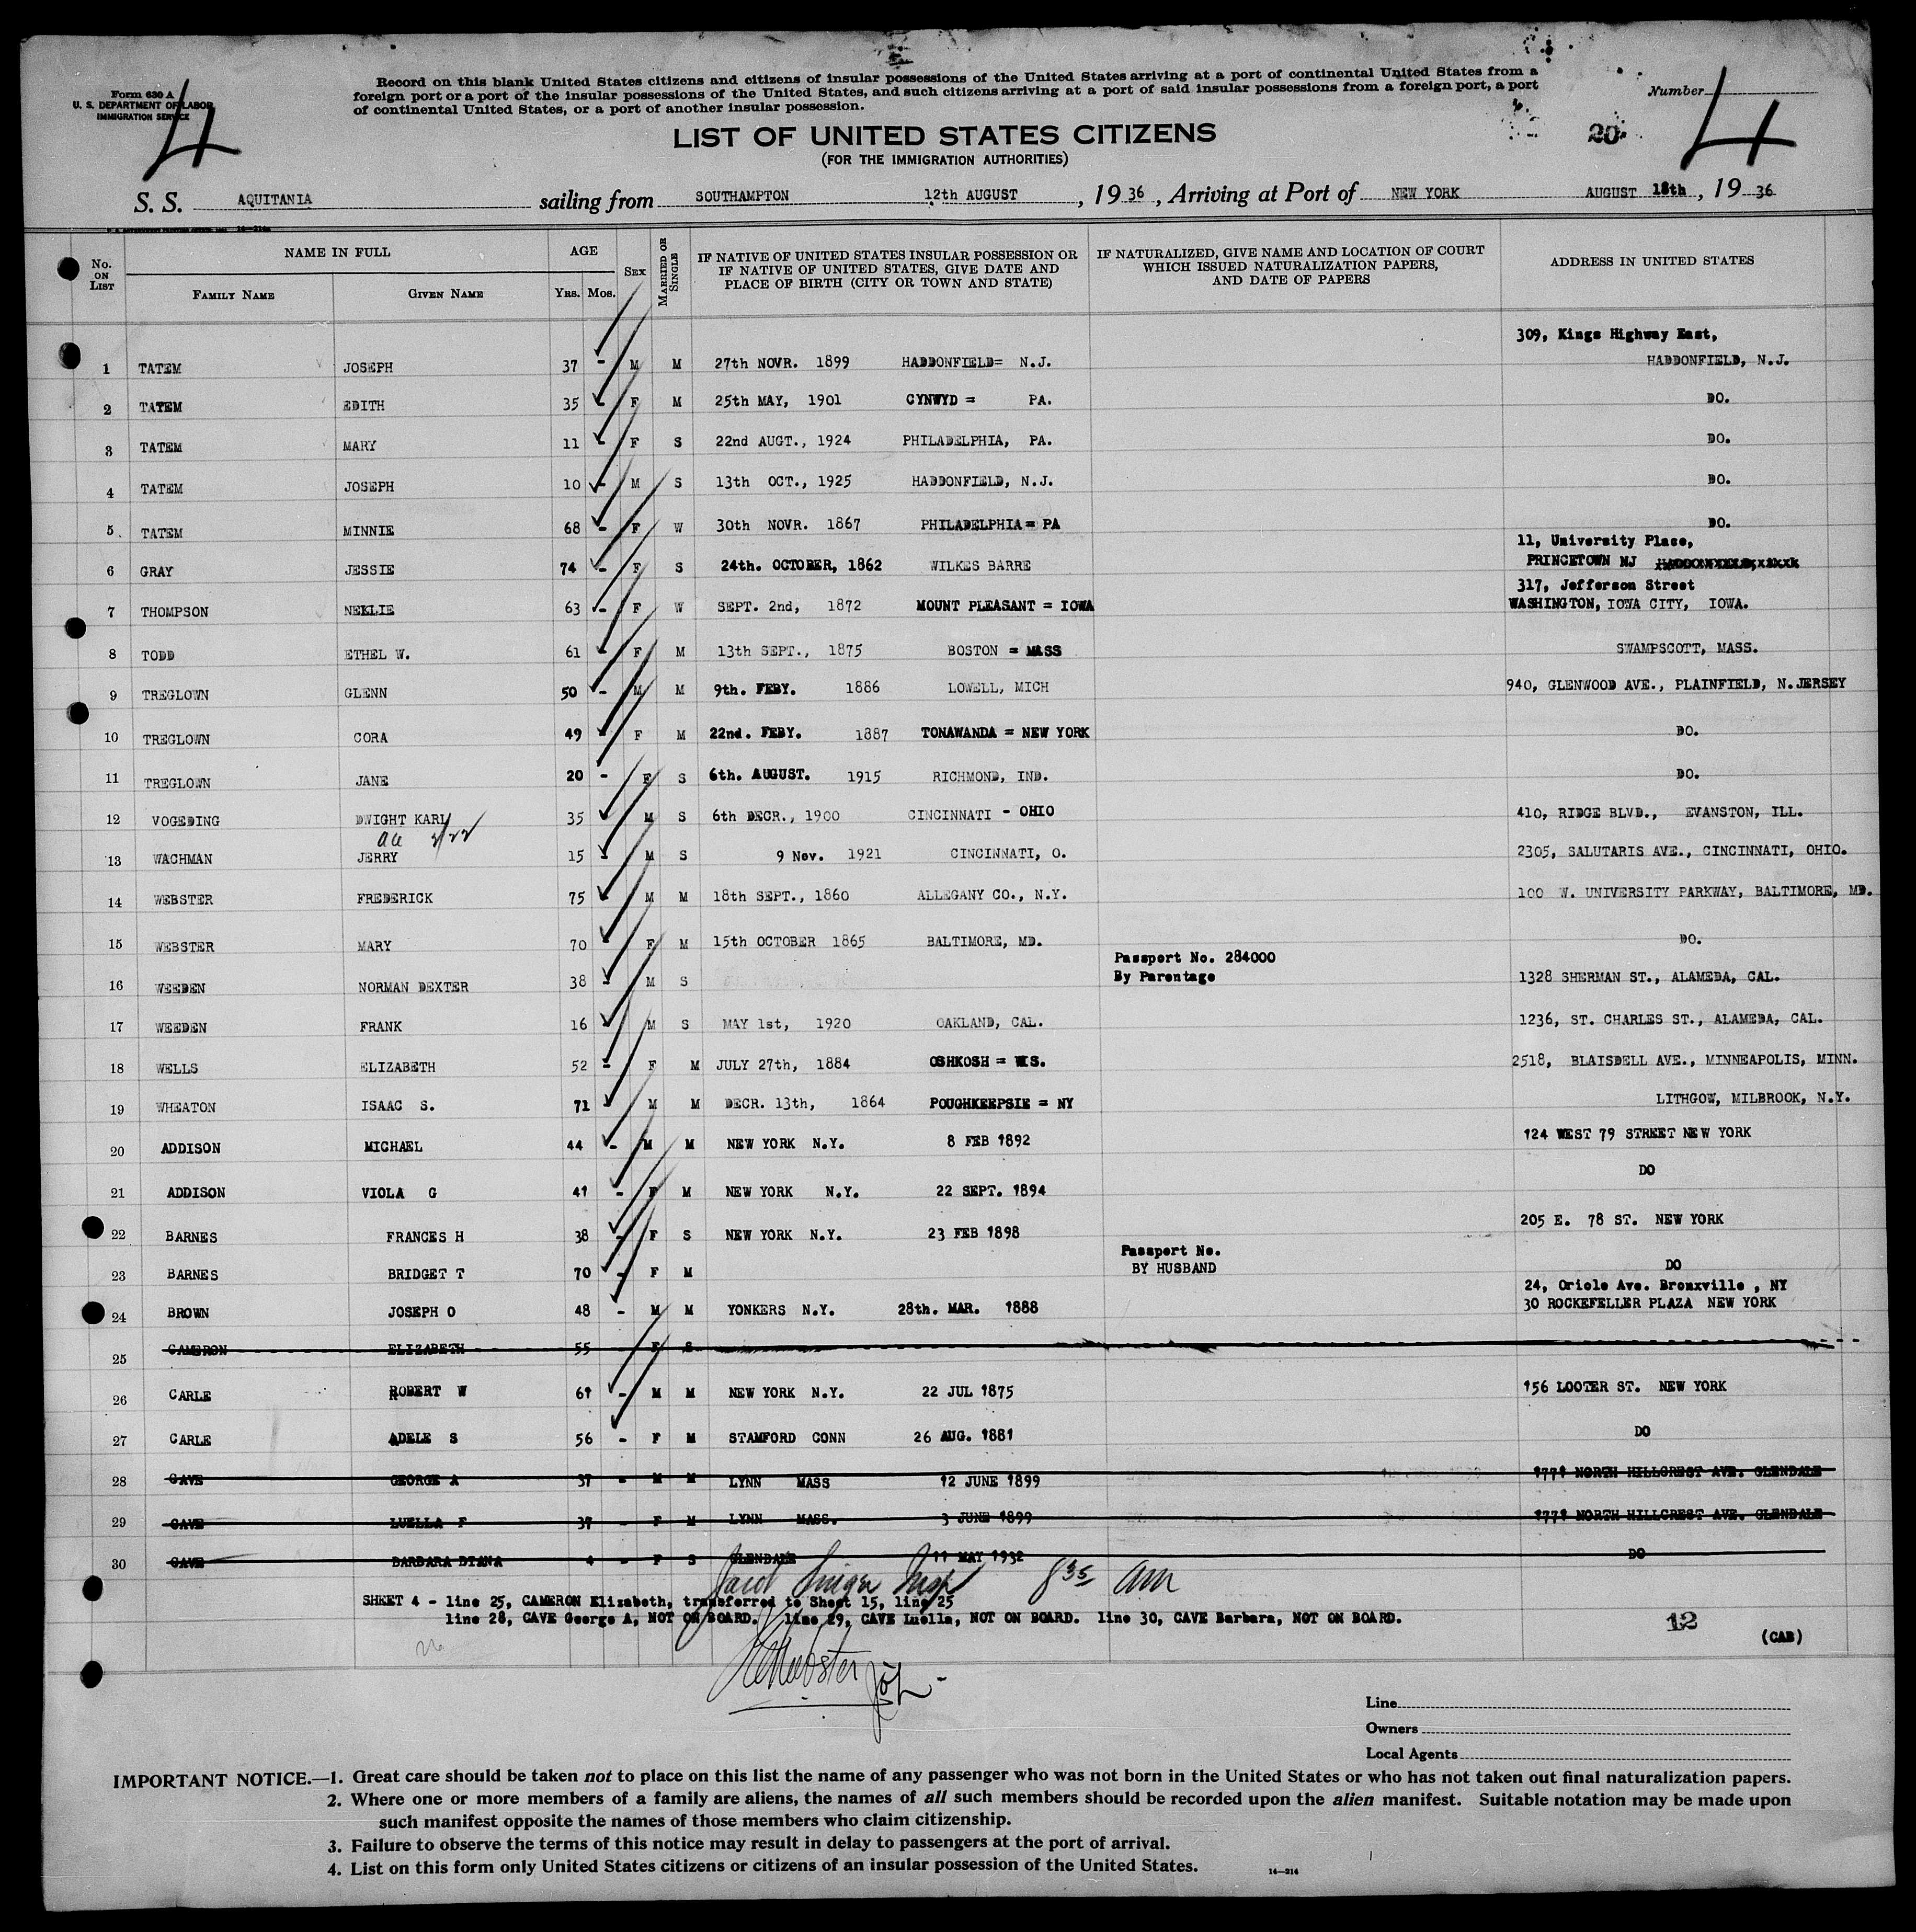 Form 630 A
U. S. DEPARTMENT OF LABOR
IMMIGRATION SERVICE
4
Record on this blank United States citizens and citizens of insular possessions of the United States arriving at a port of continental United States from a
foreign port or a port of the insular possessions of the United States, and such citizens arriving at a port of said insular possessions from a foreign port, a port
of continental United States, or a port of another insular possession.
Number
4
20
LIST OF UNITED STATES CITIZENS
(FOR THE IMMIGRATION AUTHORITIES)
S. S. AQUITANIA sailing from SOUTHAMPTON 12th AUGUST, 19 36, Arriving at Port of NEW YORK AUGUST 18th, 19 36
No. ON LIST
NAME IN FULL
FAMILY NAME
GIVEN NAME
AGE
YRS. MOS.
SEX
MARRIED OR SINGLE
IF NATIVE OF UNITED STATES INSULAR POSSESSION OR
IF NATIVE OF UNITED STATES, GIVE DATE AND
PLACE OF BIRTH (CITY OR TOWN AND STATE)
IF NATURALIZED, GIVE NAME AND LOCATION OF COURT
WHICH ISSUED NATURALIZATION PAPERS,
AND DATE OF PAPERS
ADDRESS IN UNITED STATES
309, Kings Highway East,
1 TATEM JOSEPH 37 - M M 27th NOVR. 1899 HADDONFIELD= N.J. HADDONFIELD, N.J.
2 TATEM EDITH 35 - F M 25th MAY, 1901 CYNWYD = PA. DO.
3 TATEM MARY 11 - F S 22nd AUGT., 1924 PHILADELPHIA, PA. DO.
4 TATEM JOSEPH 10 - M S 13th OCT., 1925 HADDONFIELD, N.J. DO.
5 TATEM MINNIE 68 - F W 30th NOVR. 1867 PHILADELPHIA = PA DO.
11, University Place,
6 GRAY JESSIE 74 - F S 24th. OCTOBER, 1862 WILKES BARRE PRINCETOWN NJ
317, Jefferson Street
7 THOMPSON NELLIE 63 - F W SEPT. 2nd, 1872 MOUNT PLEASANT = IOWA WASHINGTON, IOWA CITY, IOWA.
8 TODD ETHEL W. 61 - F M 13th SEPT., 1875 BOSTON = MASS SWAMPSCOTT, MASS.
9 TREGLOWN GLENN 50 - M M 9th. FEBY. 1886 LOWELL, MICH 940, GLENWOOD AVE., PLAINFIELD, N.JERSEY
10 TREGLOWN CORA 49 - F M 22nd. FEBY. 1887 TONAWANDA = NEW YORK DO.
11 TREGLOWN JANE 20 - F S 6th. AUGUST. 1915 RICHMOND, IND. DO.
12 VOGEDING DWIGHT KARL 35 M S 6th DECR., 1900 CINCINNATI - OHIO 410, RIDGE BLVD., EVANSTON, ILL.
13 WACHMAN JERRY 15 - M S 9 Nov. 1921 CINCINNATI, O. 2305, SALUTARIS AVE., CINCINNATI, OHIO.
14 WEBSTER FREDERICK 75 - M M 18th SEPT., 1860 ALLEGANY CO., N.Y. 100 W. UNIVERSITY PARKWAY, BALTIMORE, MD.
15 WEBSTER MARY 70 - F M 15th OCTOBER 1865 BALTIMORE, MD. DO.
Passport No. 284000
16 WEEDEN NORMAN DEXTER 38 - M S By Parentage 1328 SHERMAN ST., ALAMEDA, CAL.
17 WEEDEN FRANK 16 - M S MAY 1st, 1920 OAKLAND, CAL. 1236, ST. CHARLES ST., ALAMEDA, CAL.
18 WELLS ELIZABETH 52 - F M JULY 27th, 1884 OSHKOSH = WIS. 2518, BLAISDELL AVE., MINNEAPOLIS, MINN.
19 WHEATON ISAAC S. 71 - M M DECR. 13th, 1864 POUGHKEEPSIE = NY LITHGOW, MILBROOK, N.Y.
20 ADDISON MICHAEL 44 - M M NEW YORK N.Y. 8 FEB 1892 124 WEST 79 STREET NEW YORK
21 ADDISON VIOLA G 41 - F M NEW YORK N.Y. 22 SEPT. 1894 DO
22 BARNES FRANCES H 38 - F S NEW YORK N.Y. 23 FEB 1898 205 E. 78 ST. NEW YORK
Passport No.
23 BARNES BRIDGET T 70 - F M BY HUSBAND DO
24, Oriole Ave. Bronxville , NY
24 BROWN JOSEPH O 48 - M M YONKERS N.Y. 28th. MAR. 1888 30 ROCKEFELLER PLAZA NEW YORK
25 CAMERON ELIZABETH 55 F S
26 CARLE ROBERT W 61 - M M NEW YORK N.Y. 22 JUL 1875 156 LOOTER ST. NEW YORK
27 CARLE ADELE S 56 - F M STAMFORD CONN 26 AUG. 1881 DO
28 CAVE GEORGE A 37 - M M LYNN MASS 12 JUNE 1899 1771 NORTH HILLCREST AVE. GLENDALE
29 CAVE LUELLA F 37 - F M LYNN MASS. 3 JUNE 1899 1771 NORTH HILLCREST AVE. GLENDALE
30 CAVE BARBARA DIANA 4 - F S GLENDALE 11 MAY 1932 DO
Jacob Singer Insp 8 35 am
SHEET 4 - line 25, CAMERON Elizabeth, transferred to Sheet 15, line 25
line 28, CAVE George A, NOT ON BOARD. line 29, CAVE Luella, NOT ON BOARD. line 30, CAVE Barbara, NOT ON BOARD.
12
(CAB)
Line
Owners
Local Agents
IMPORTANT NOTICE.—1. Great care should be taken not to place on this list the name of any passenger who was not born in the United States or who has not taken out final naturalization papers.
2. Where one or more members of a family are aliens, the names of all such members should be recorded upon the alien manifest. Suitable notation may be made upon
such manifest opposite the names of those members who claim citizenship.
3. Failure to observe the terms of this notice may result in delay to passengers at the port of arrival.
4. List on this form only United States citizens or citizens of an insular possession of the United States.
14—214